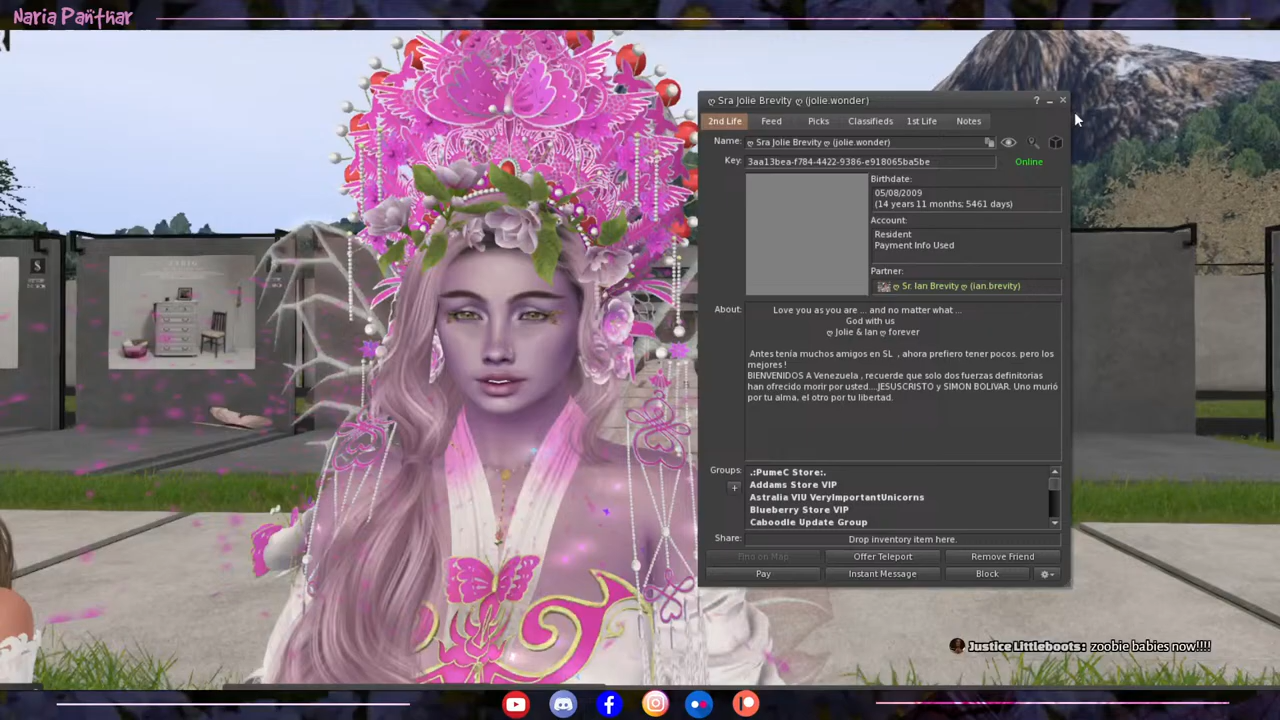 Naria Panthar
ღ Sra Jolie Brevity ღ (jolie.wonder)
2nd Life Feed Picks Classifieds 1st Life Notes
Name: ღ Sra Jolie Brevity ღ (jolie.wonder)
Key: 3aa13bea-f784-4422-9386-e918065ba5be Online
Birthdate:
05/08/2009
(14 years 11 months; 5461 days)
Account:
Resident
Payment Info Used
Partner:
ღ Sr. Ian Brevity ღ (ian.brevity)
About: Love you as you are ... and no matter what ...
God with us
ღ Jolie & Ian ღ forever
Antes tenía muchos amigos en SL , ahora prefiero tener pocos. pero los
mejores !
BIENVENIDOS A Venezuela , recuerde que solo dos fuerzas definitorias
han ofrecido morir por usted....JESUSCRISTO y SIMON BOLIVAR. Uno murió
por tu alma, el otro por tu libertad.
Groups: .:PumeC Store:.
Addams Store VIP
Astralia VIU VeryImportantUnicorns
Blueberry Store VIP
Caboodle Update Group
Share: Drop inventory item here.
Find on Map Offer Teleport Remove Friend
Pay Instant Message Block
Justice Littleboots: zoobie babies now!!!!